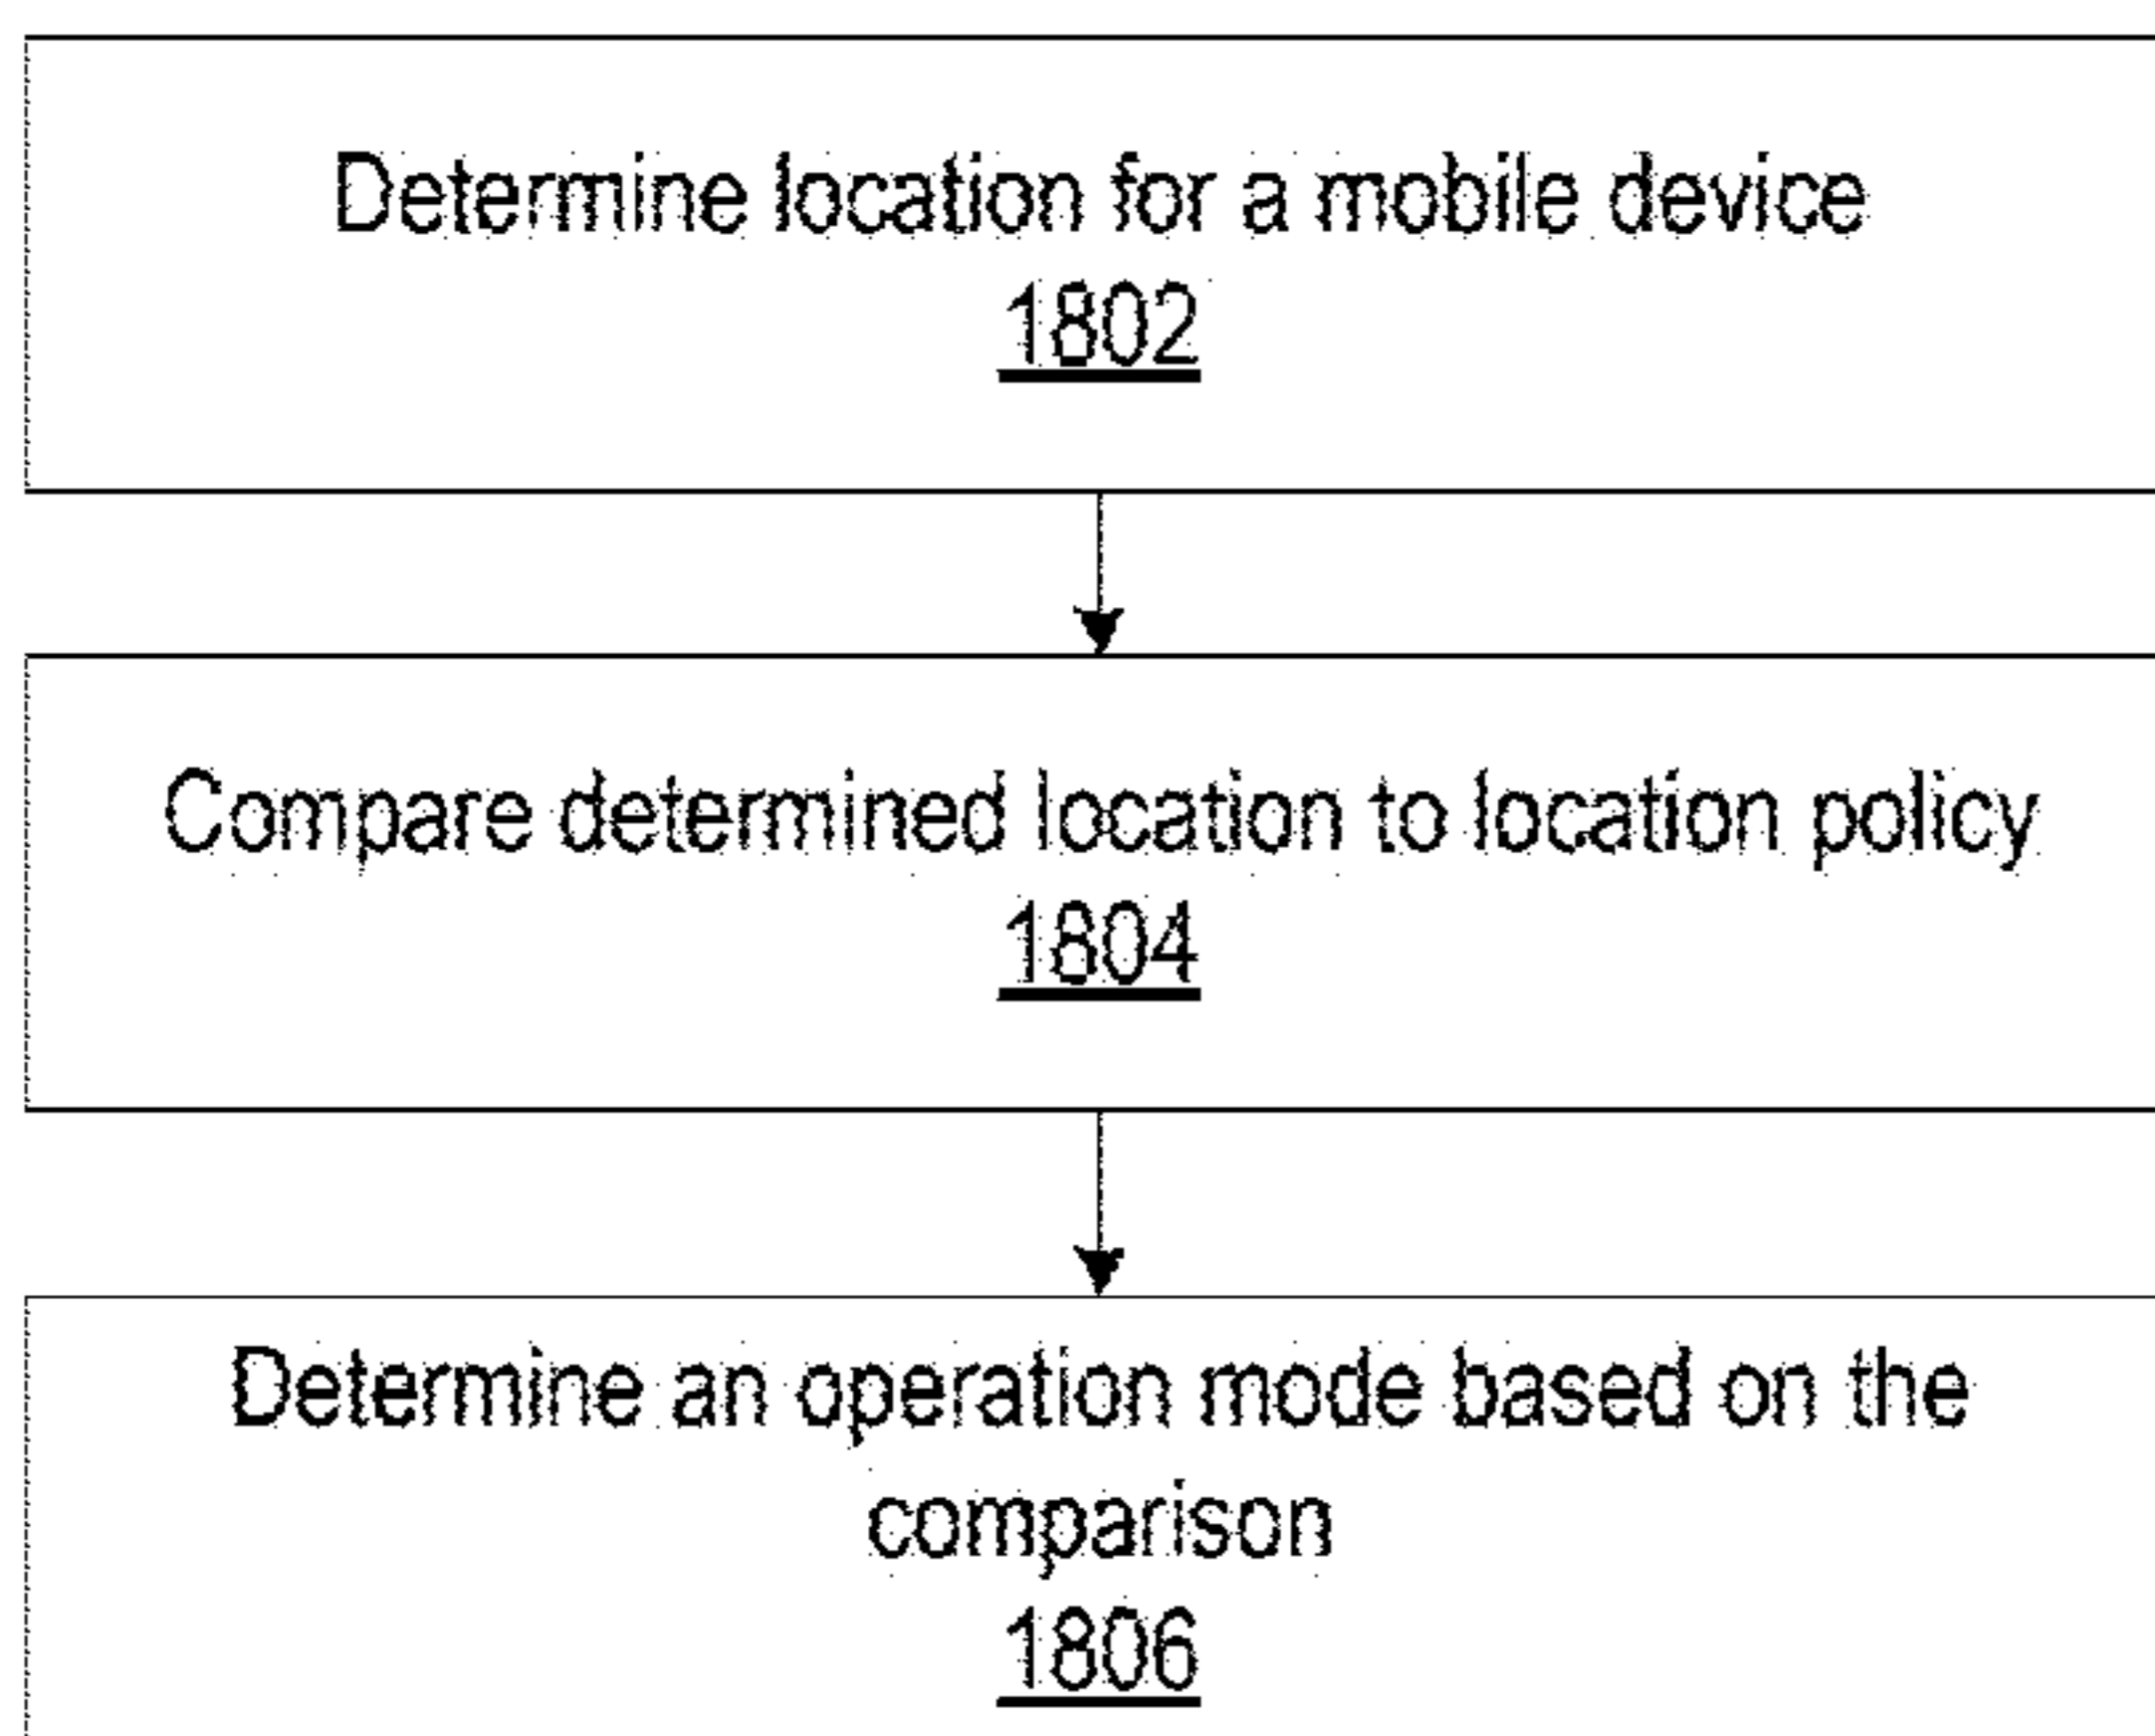 Determine location for a mobile device
1802
Compare determined location to location policy
1804
Determine an operation mode based on the
comparison
1806